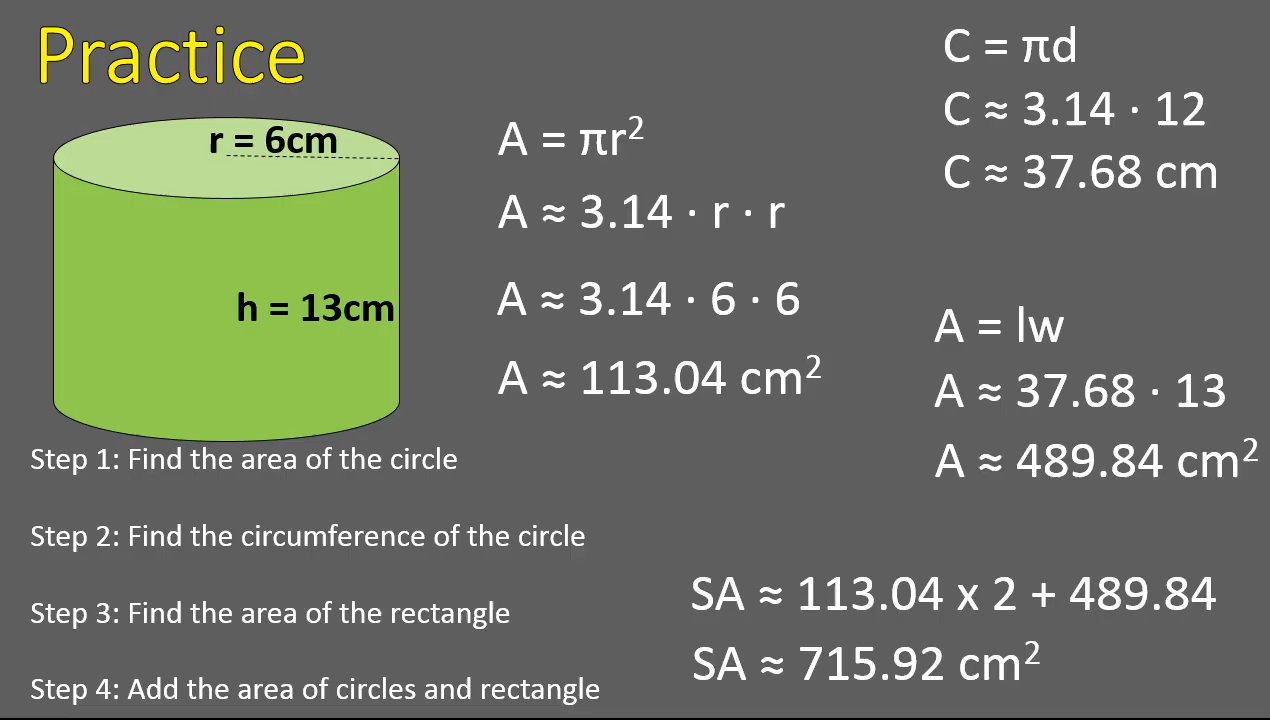 Practice
r = 6cm
h = 13cm
A = πr²
A ≈ 3.14 · r · r
A ≈ 3.14 · 6 · 6
A ≈ 113.04 cm²
C = πd
C ≈ 3.14 · 12
C ≈ 37.68 cm
A = lw
A ≈ 37.68 · 13
A ≈ 489.84 cm²
Step 1: Find the area of the circle
Step 2: Find the circumference of the circle
Step 3: Find the area of the rectangle
Step 4: Add the area of circles and rectangle
SA ≈ 113.04 x 2 + 489.84
SA ≈ 715.92 cm²